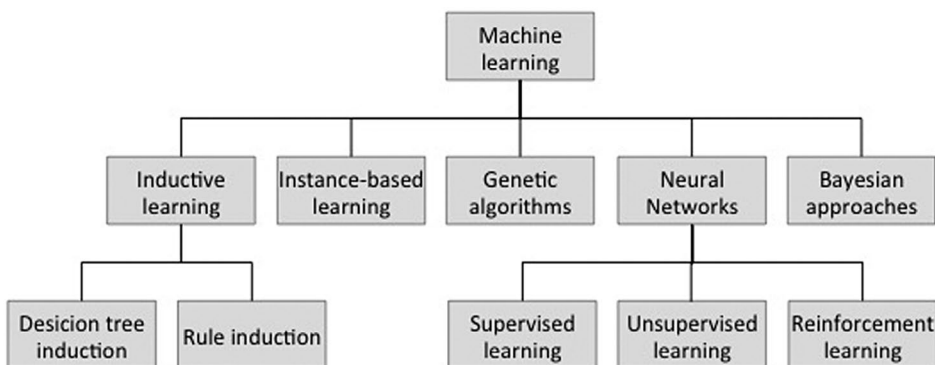 Machine
learning
Inductive
learning
Instance-based
learning
Genetic
algorithms
Neural
Networks
Bayesian
approaches
Desicion tree
induction
Rule induction
Supervised
learning
Unsupervised
learning
Reinforcement
learning